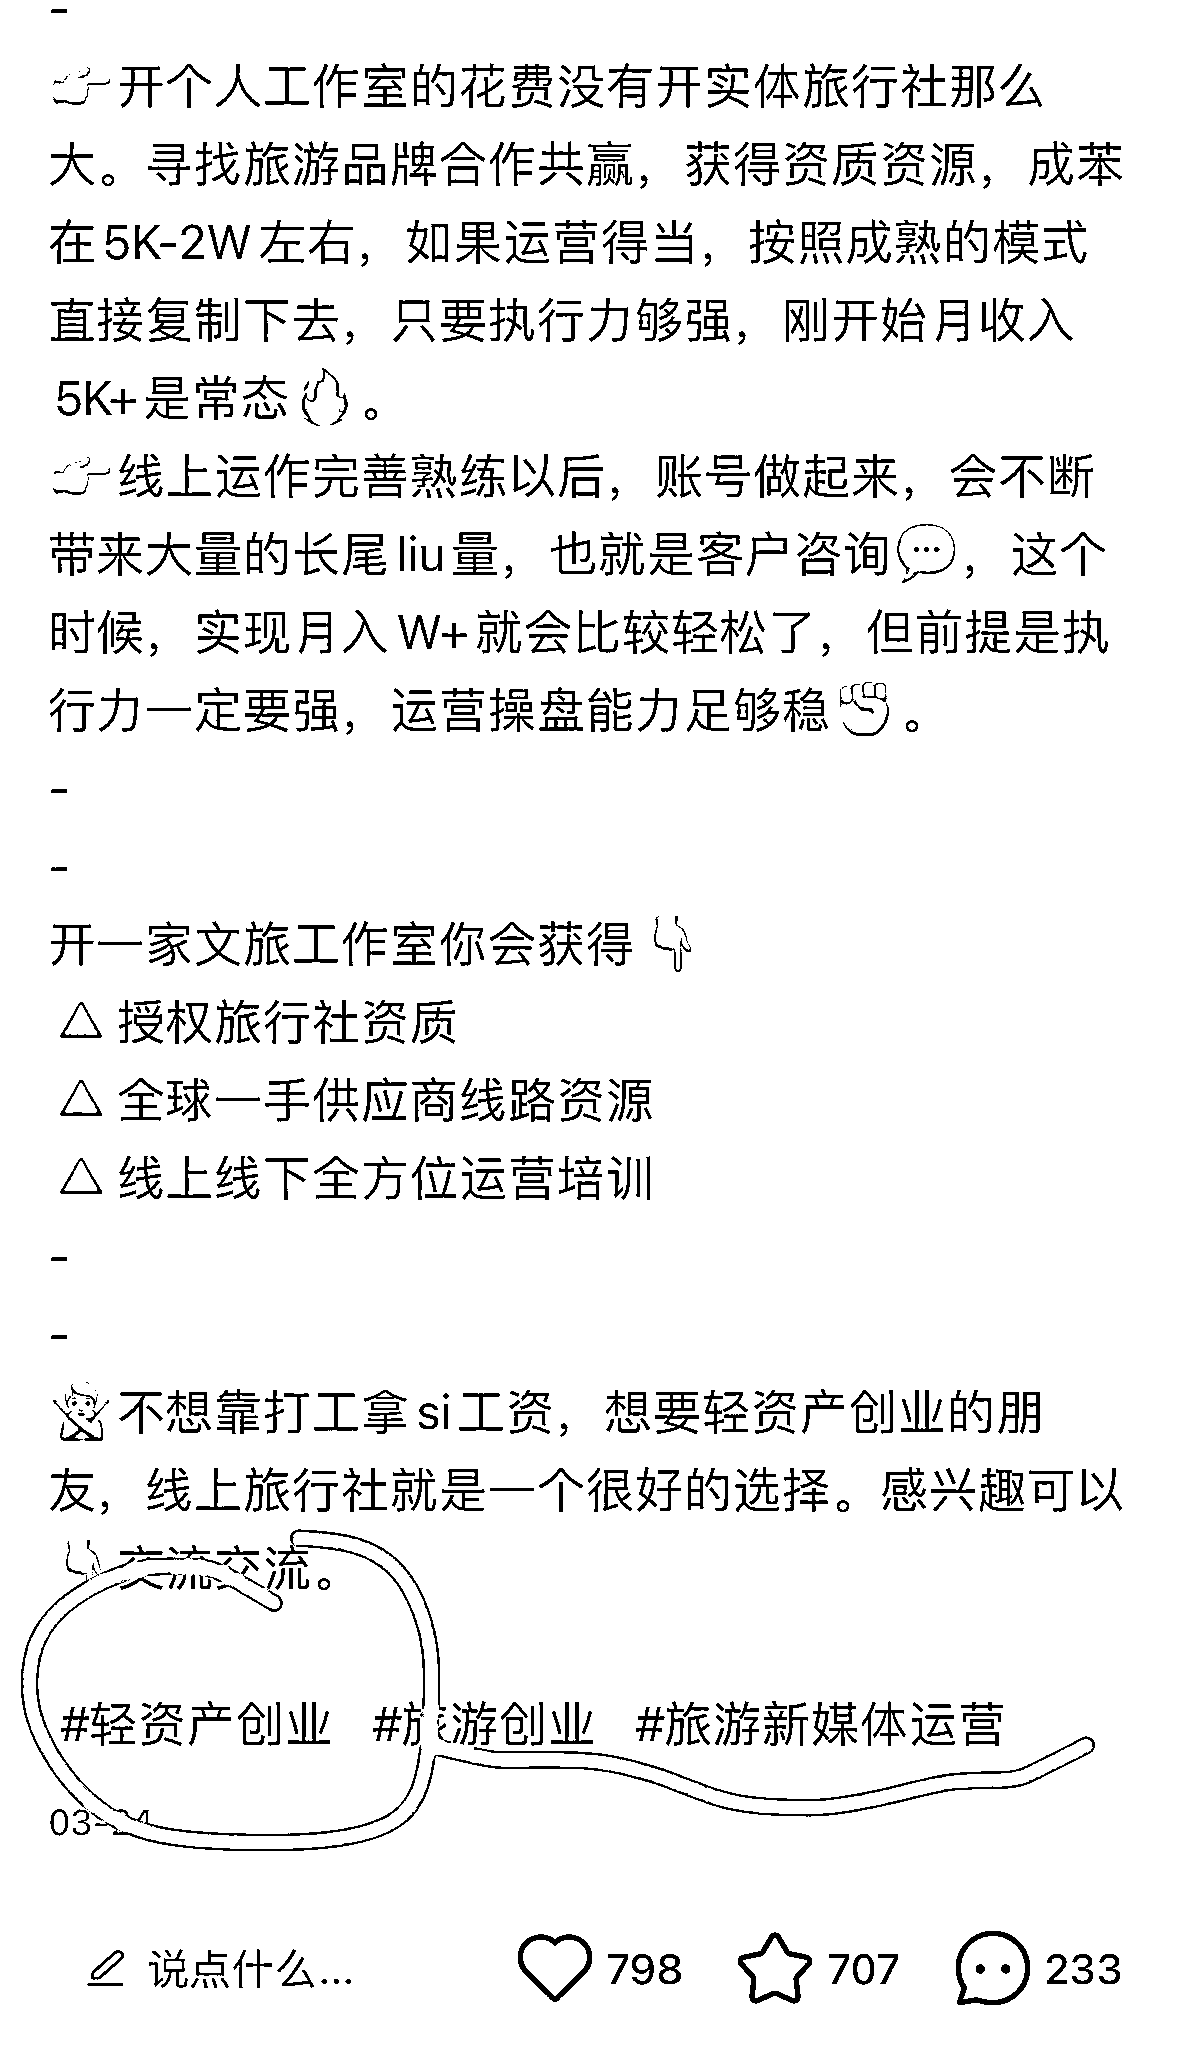 -
👉开个人工作室的花费没有开实体旅行社那么
大。寻找旅游品牌合作共赢，获得资质资源，成苯
在5K-2W左右，如果运营得当，按照成熟的模式
直接复制下去，只要执行力够强，刚开始月收入
5K+是常态🔥。
👉线上运作完善熟练以后，账号做起来，会不断
带来大量的长尾liu量，也就是客户咨询💬，这个
时候，实现月入W+就会比较轻松了，但前提是执
行力一定要强，运营操盘能力足够稳✊。
-
-
开一家文旅工作室你会获得👇
△ 授权旅行社资质
△ 全球一手供应商线路资源
△ 线上线下全方位运营培训
-
-
🙅不想靠打工拿si工资，想要轻资产创业的朋
友，线上旅行社就是一个很好的选择。感兴趣可以
👇交流交流。
#轻资产创业 #旅游创业 #旅游新媒体运营
03-24
说点什么... 798 707 233